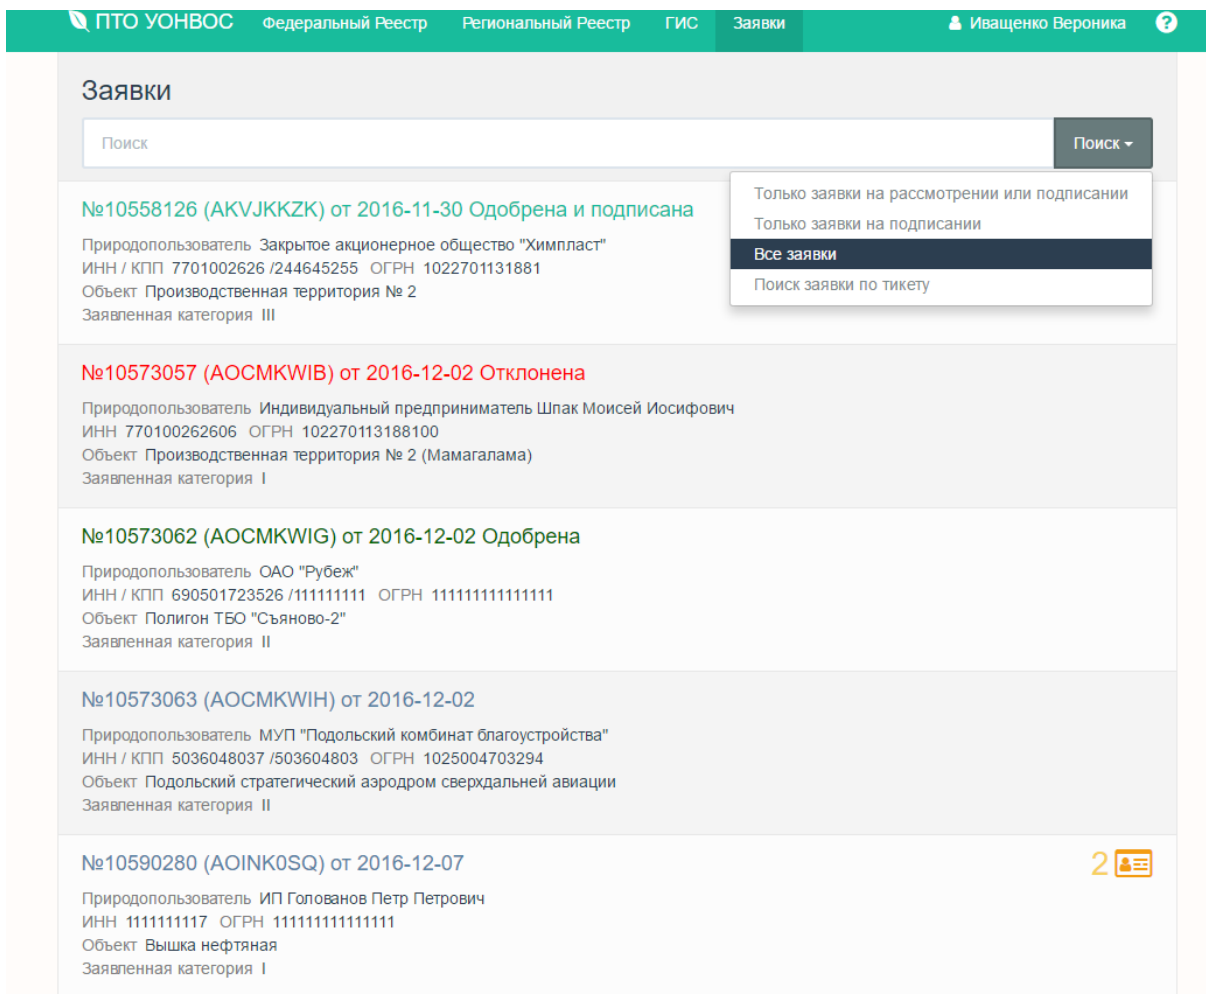 ПТО УОНВОС Федеральный Реестр Региональный Реестр ГИС Заявки Иващенко Вероника ?
Заявки
Поиск Поиск
Только заявки на рассмотрении или подписании
Только заявки на подписании
Все заявки
Поиск заявки по тикету
№10558126 (AKVJKKZK) от 2016-11-30 Одобрена и подписана
Природопользователь Закрытое акционерное общество "Химпласт"
ИНН / КПП 7701002626 /244645255 ОГРН 1022701131881
Объект Производственная территория № 2
Заявленная категория III
№10573057 (AOCMKWIB) от 2016-12-02 Отклонена
Природопользователь Индивидуальный предприниматель Шпак Моисей Иосифович
ИНН 770100262606 ОГРН 102270113188100
Объект Производственная территория № 2 (Мамагалама)
Заявленная категория I
№10573062 (AOCMKWIG) от 2016-12-02 Одобрена
Природопользователь ОАО "Рубеж"
ИНН / КПП 690501723526 /111111111 ОГРН 111111111111111
Объект Полигон ТБО "Съяново-2"
Заявленная категория II
№10573063 (AOCMKWIH) от 2016-12-02
Природопользователь МУП "Подольский комбинат благоустройства"
ИНН / КПП 5036048037 /503604803 ОГРН 1025004703294
Объект Подольский стратегический аэродром сверхдальней авиации
Заявленная категория II
№10590280 (AOINK0SQ) от 2016-12-07 2
Природопользователь ИП Голованов Петр Петрович
ИНН 1111111117 ОГРН 111111111111111
Объект Вышка нефтяная
Заявленная категория I